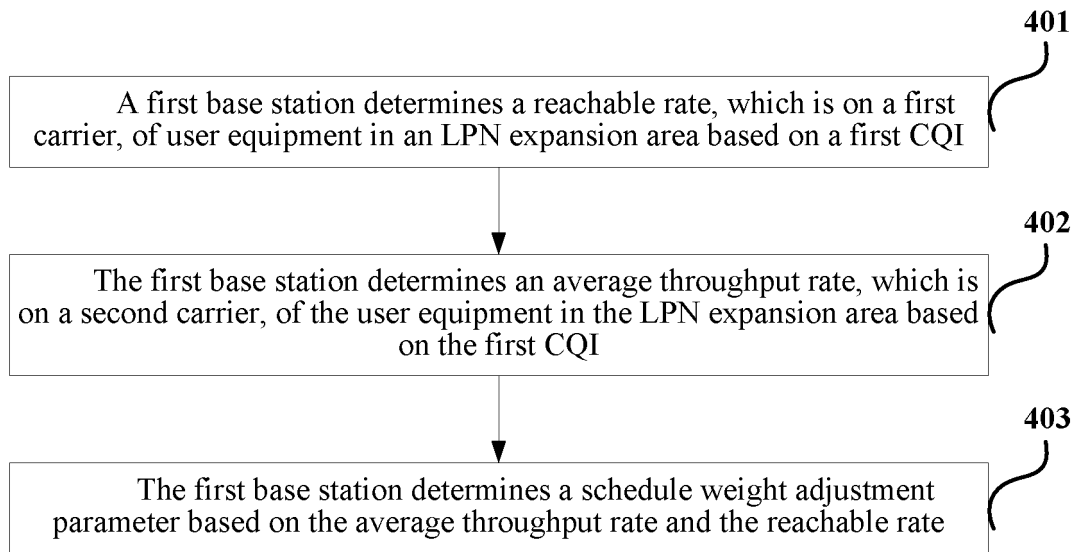 401
A first base station determines a reachable rate, which is on a first
carrier, of user equipment in an LPN expansion area based on a first CQI
402
The first base station determines an average throughput rate, which is
on a second carrier, of the user equipment in the LPN expansion area based
on the first CQI
403
The first base station determines a schedule weight adjustment
parameter based on the average throughput rate and the reachable rate